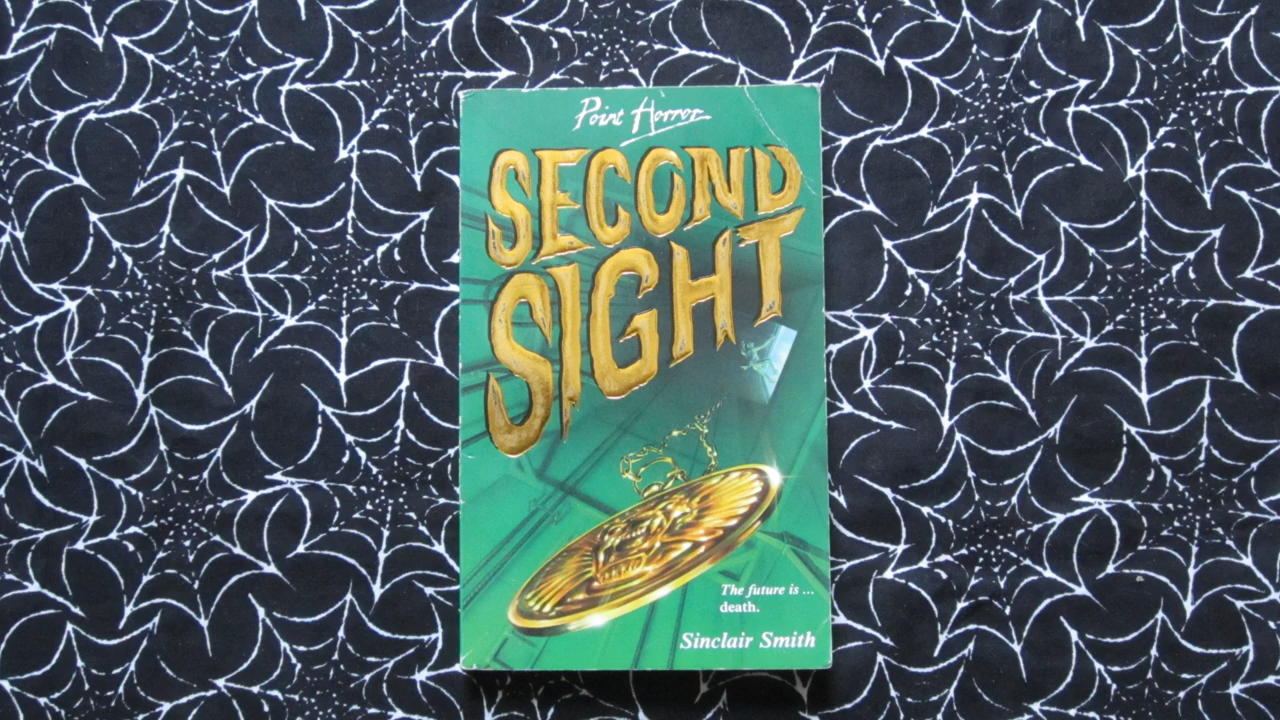 Point Horror
SECOND
SIGHT
The future is ...
death.
Sinclair Smith